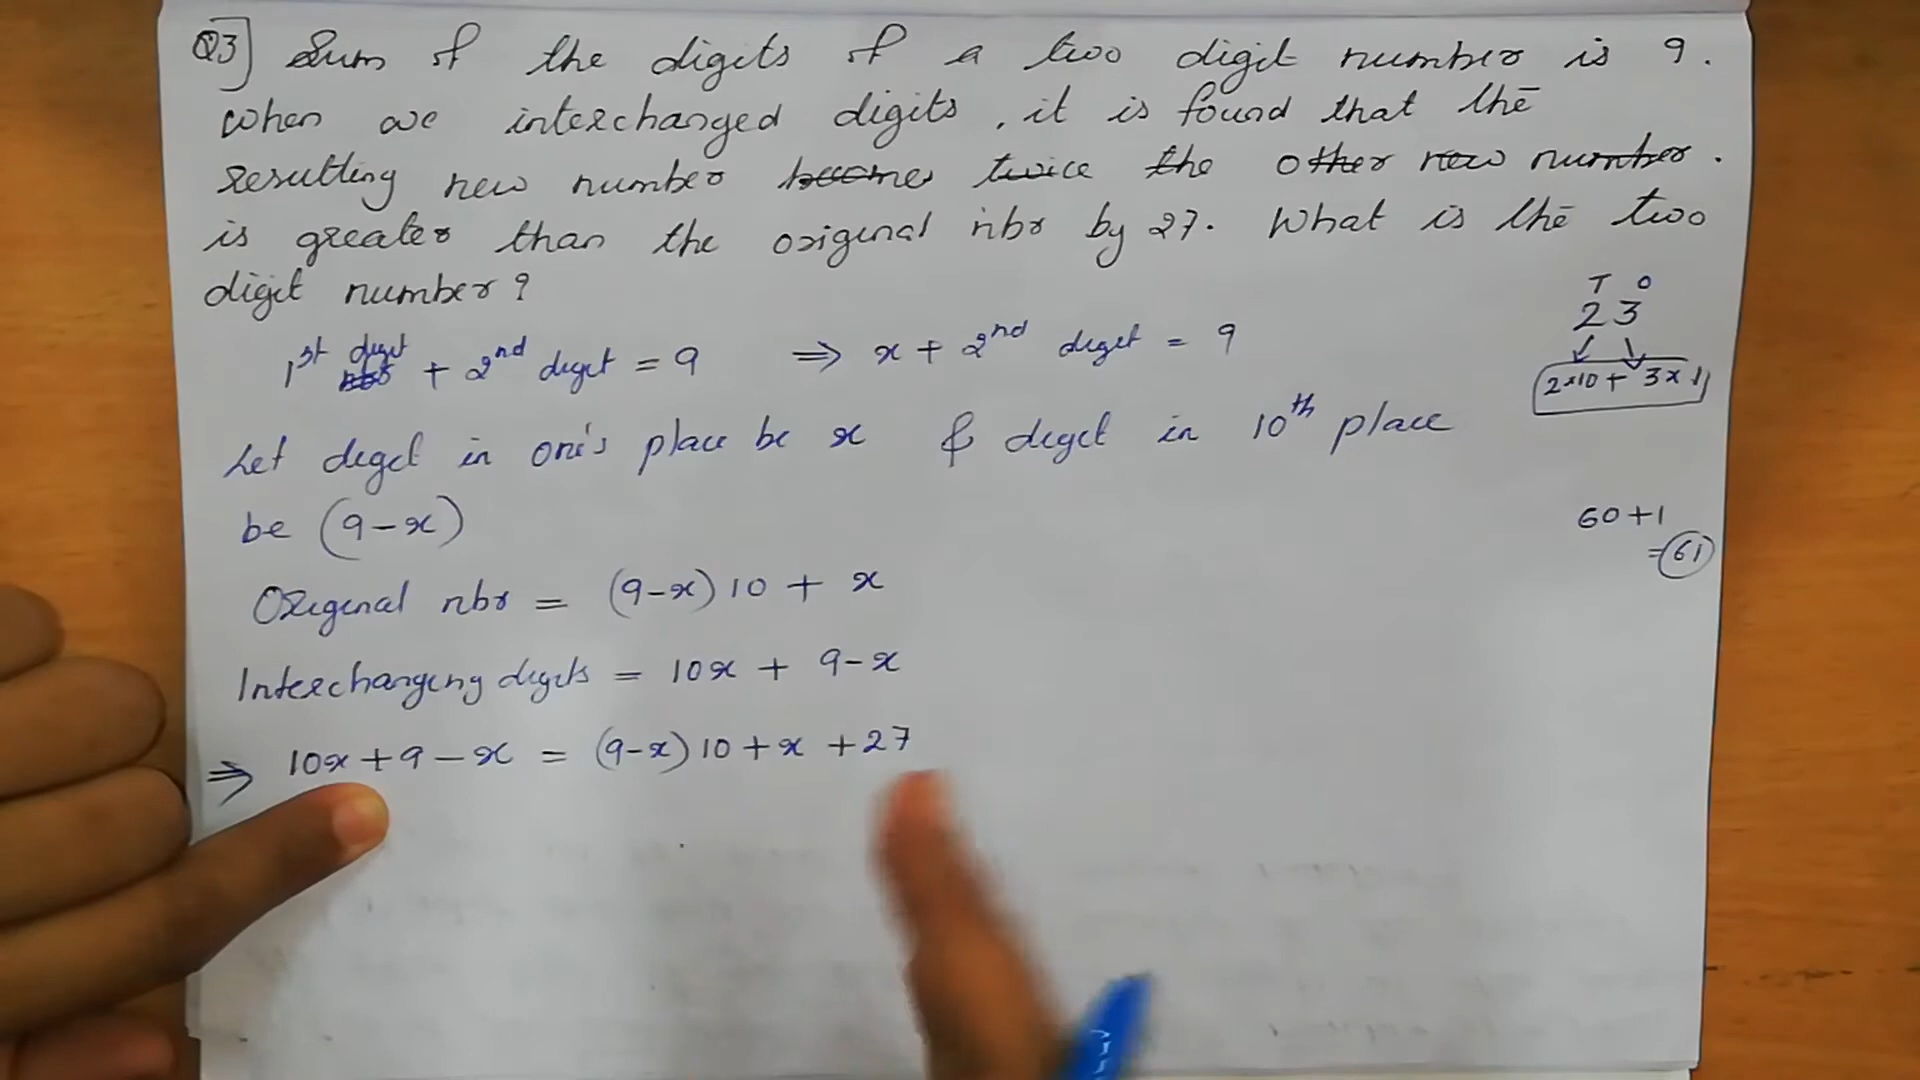 Q3] Sum of the digits of a two digit number is 9.
When we interchanged digits, it is found that the
resulting new number becomes twice the other new number.
is greater than the original nbr by 27. What is the two
digit number?
1st digit nbr + 2nd digit = 9 ⇒ x + 2nd digit = 9
T O
23
2×10 + 3×1
Let digit in one's place be x & digit in 10th place
be (9-x)
60+1
=61
Original nbr = (9-x)10 + x
Interchanging digits = 10x + 9-x
⇒ 10x+9-x = (9-x)10+x+27